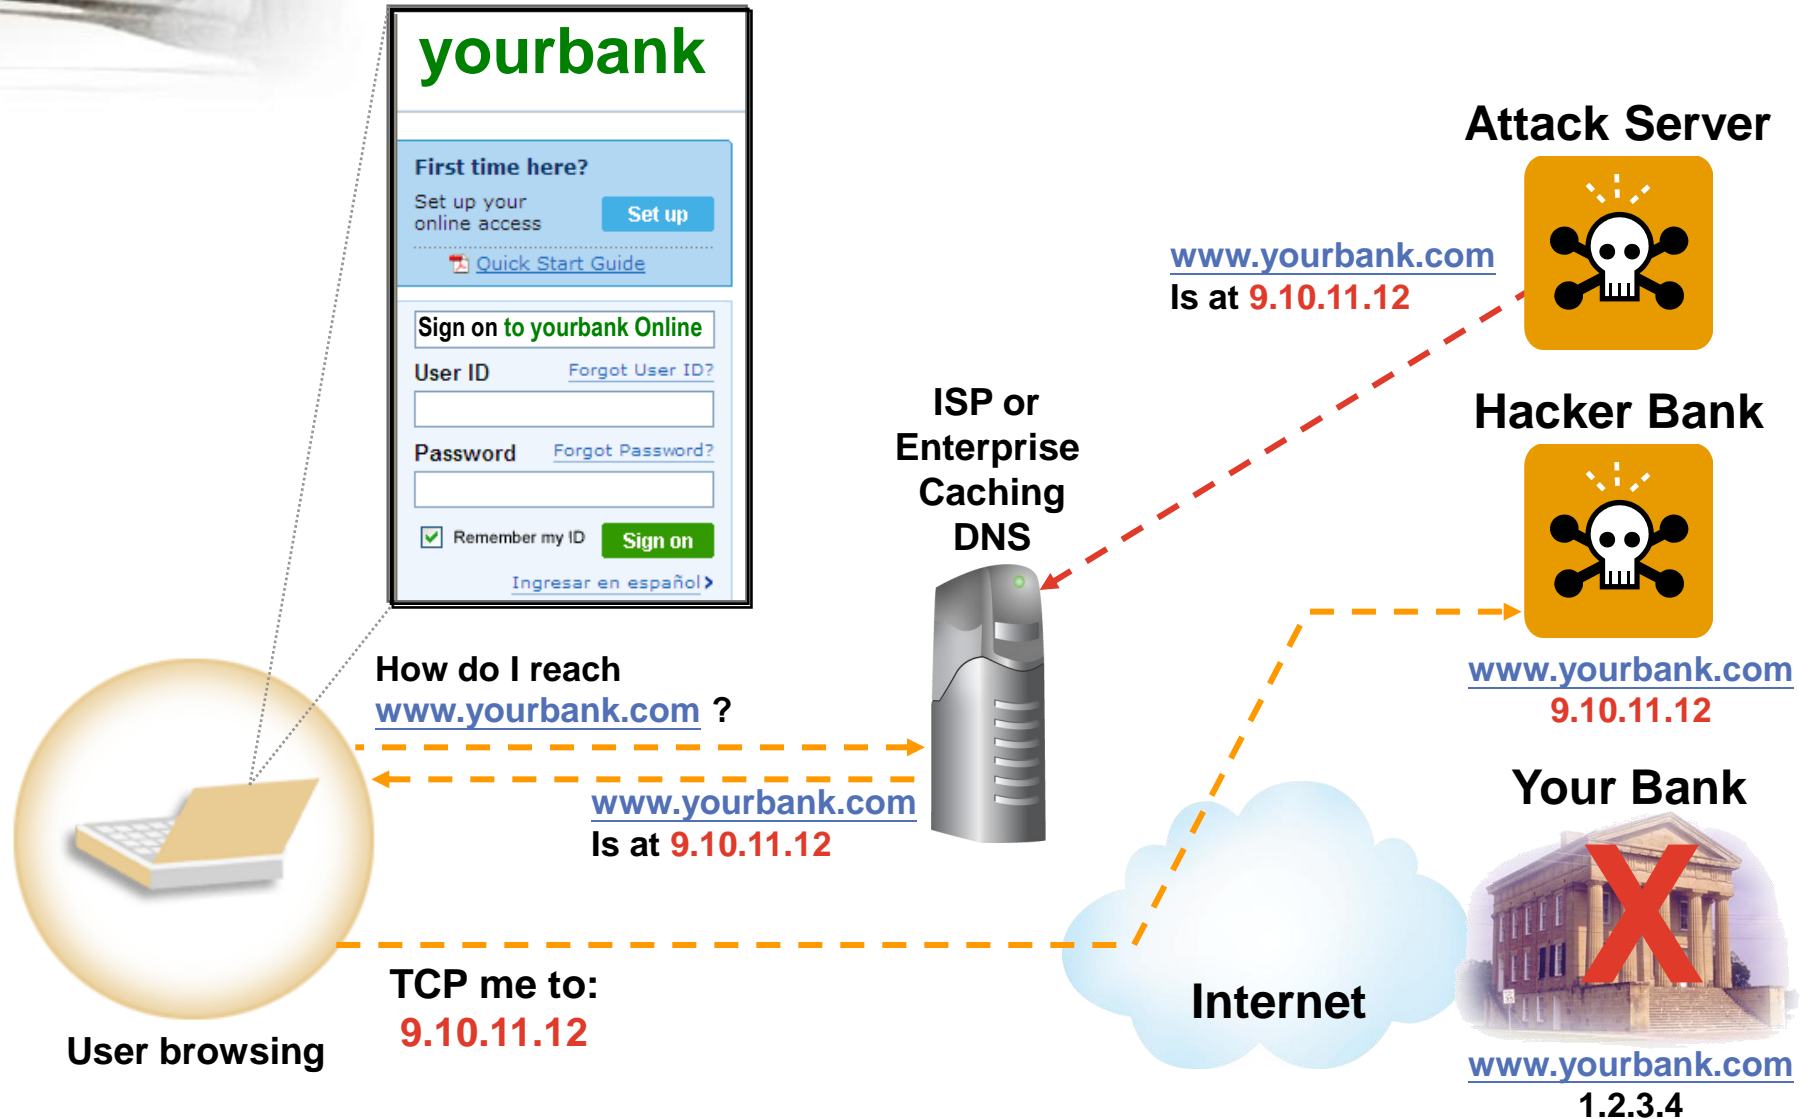 yourbank
First time here?
Set up your
online access
Set up
Quick Start Guide
Sign on to yourbank Online
User ID
Forgot User ID?
Password
Forgot Password?
Remember my ID
Sign on
Ingresar en español
Attack Server
www.yourbank.com
Is at 9.10.11.12
ISP or
Enterprise
Caching
DNS
Hacker Bank
www.yourbank.com
9.10.11.12
How do I reach
www.yourbank.com ?
www.yourbank.com
Is at 9.10.11.12
Your Bank
X
Internet
TCP me to:
9.10.11.12
User browsing
www.yourbank.com
1.2.3.4